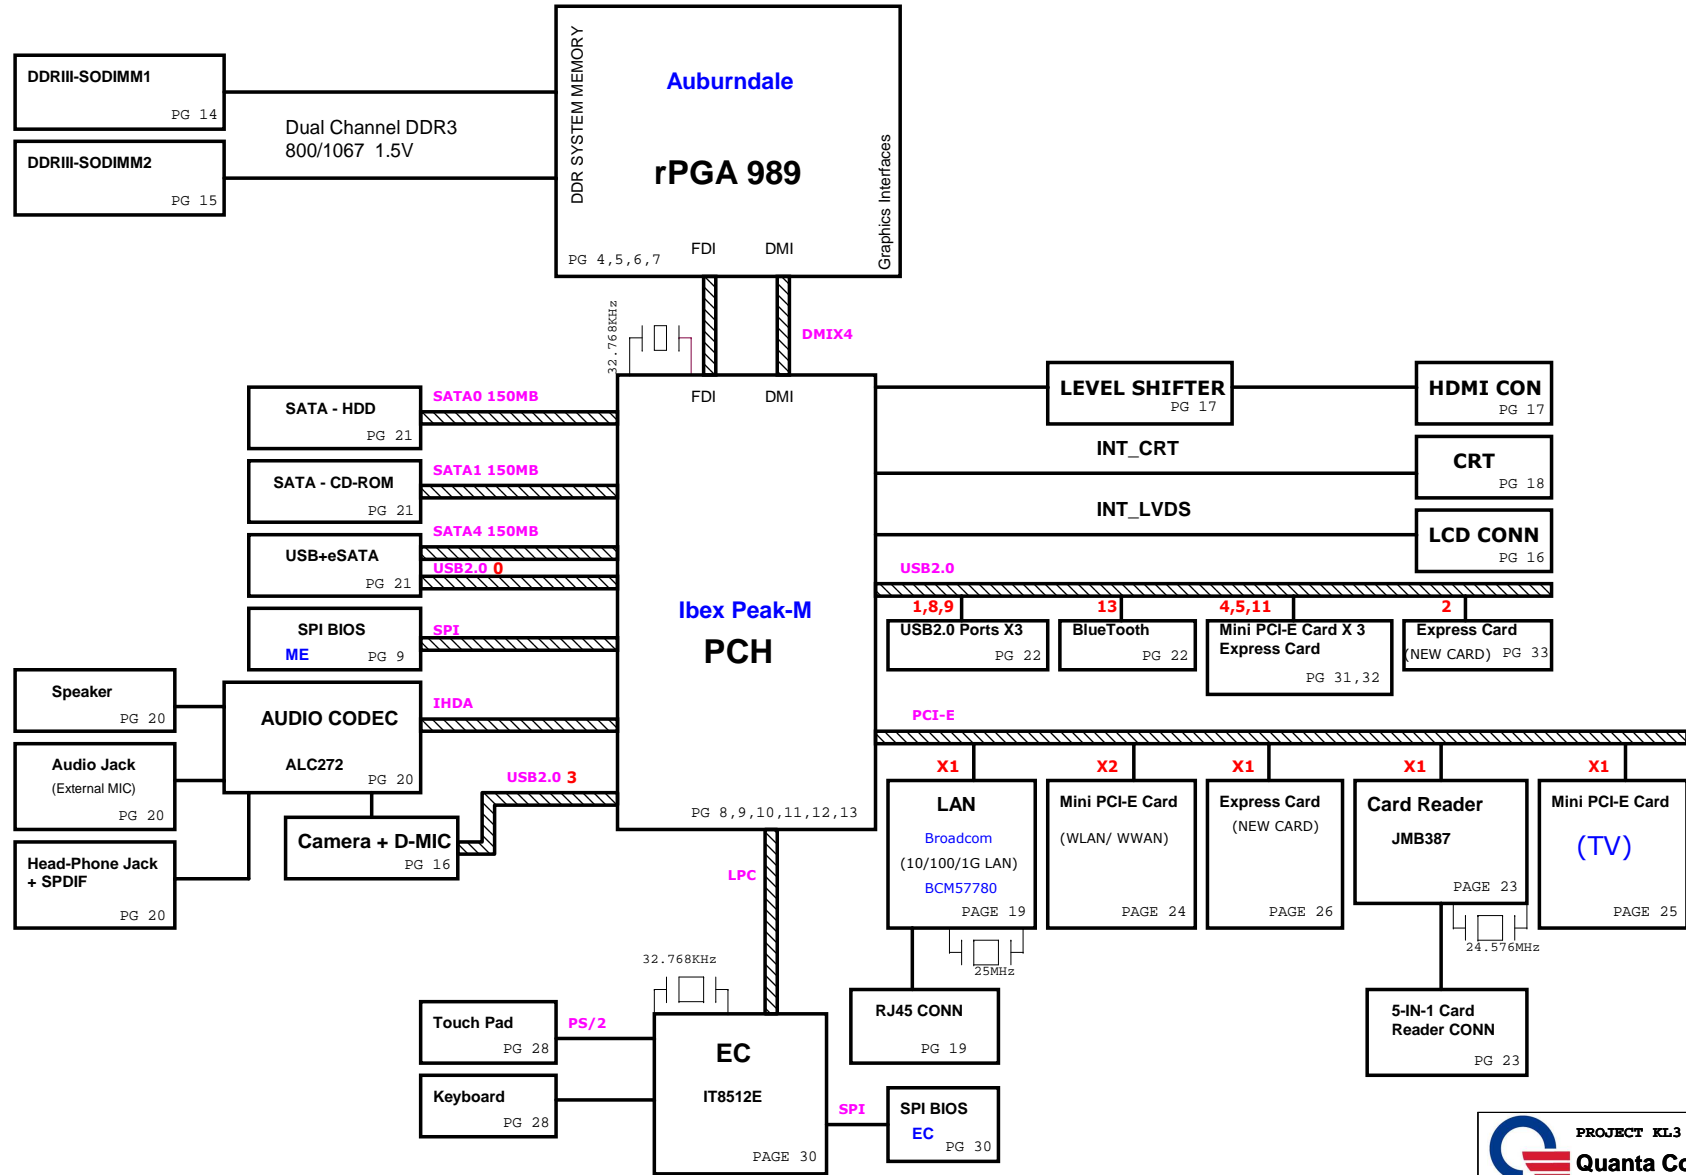 DDRIII-SODIMM1
PG 14
DDRIII-SODIMM2
PG 15
Dual Channel DDR3
800/1067 1.5V
DDR SYSTEM MEMORY
Auburndale
rPGA 989
Graphics Interfaces
PG 4,5,6,7
FDI
DMI
32.768KHz
DMIX4
FDI
DMI
Ibex Peak-M
PCH
PG 8,9,10,11,12,13
SATA - HDD
PG 21
SATA0 150MB
SATA - CD-ROM
PG 21
SATA1 150MB
USB+eSATA
PG 21
SATA4 150MB
USB2.0 0
SPI BIOS
ME
PG 9
SPI
Speaker
PG 20
Audio Jack
(External MIC)
PG 20
Head-Phone Jack
+ SPDIF
PG 20
AUDIO CODEC
ALC272
PG 20
IHDA
Camera + D-MIC
PG 16
USB2.0 3
LEVEL SHIFTER
PG 17
HDMI CON
PG 17
INT_CRT
CRT
PG 18
INT_LVDS
LCD CONN
PG 16
USB2.0
1,8,9
13
4,5,11
2
USB2.0 Ports X3
PG 22
BlueTooth
PG 22
Mini PCI-E Card X 3
Express Card
PG 31,32
Express Card
(NEW CARD)
PG 33
PCI-E
X1
X2
X1
X1
X1
LAN
Broadcom
(10/100/1G LAN)
BCM57780
PAGE 19
Mini PCI-E Card
(WLAN/ WWAN)
PAGE 24
Express Card
(NEW CARD)
PAGE 26
Card Reader
JMB387
PAGE 23
Mini PCI-E Card
(TV)
PAGE 25
25MHz
24.576MHz
RJ45 CONN
PG 19
5-IN-1 Card
Reader CONN
PG 23
LPC
32.768KHz
Touch Pad
PG 28
PS/2
Keyboard
PG 28
EC
IT8512E
PAGE 30
SPI
SPI BIOS
EC
PG 30
PROJECT KL3
Quanta Co